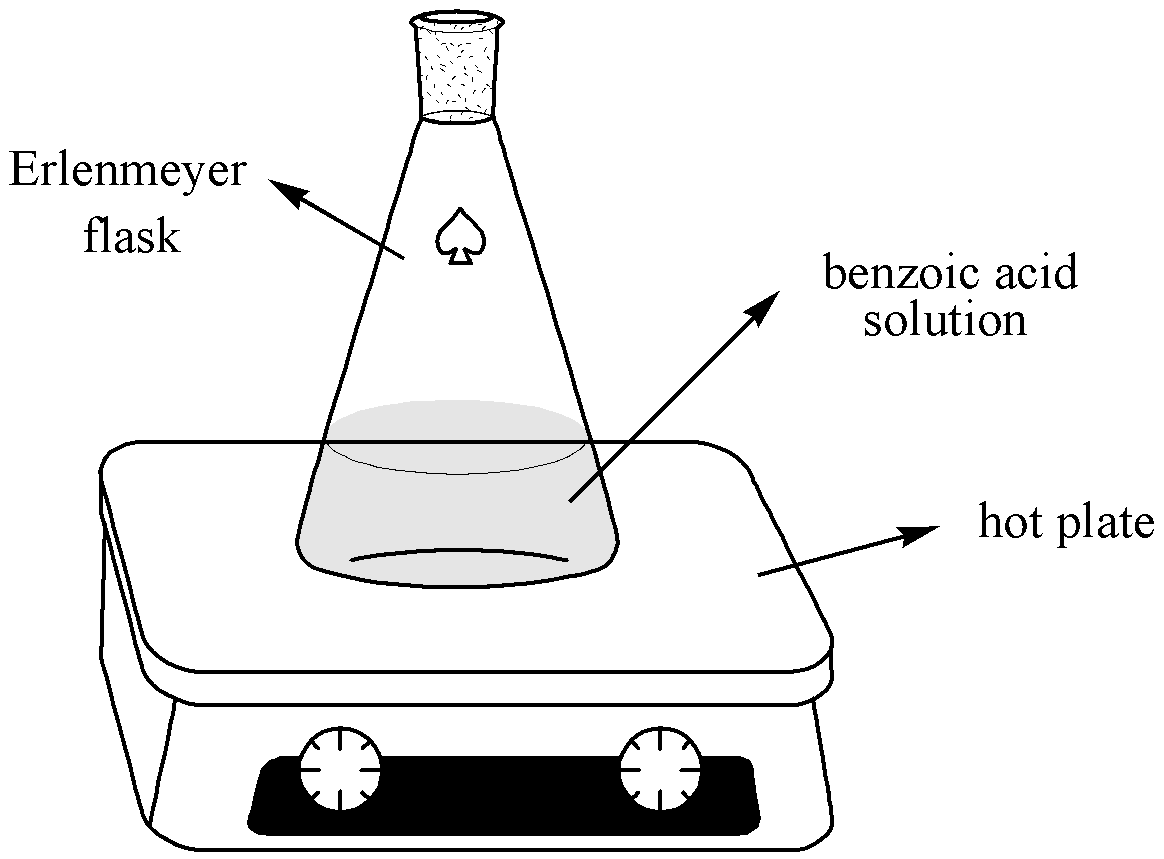 Erlenmeyer
flask
benzoic acid
solution
hot plate